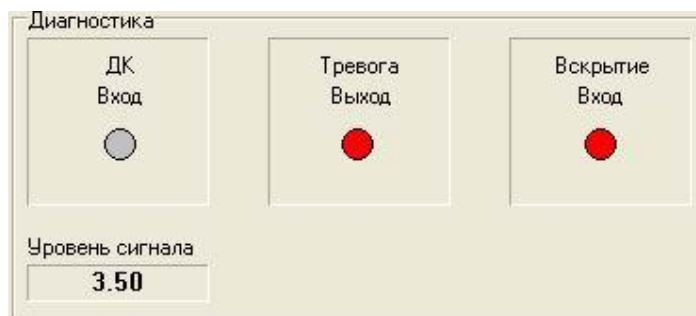 Диагностика
ДК
Вход
Тревога
Выход
Вскрытие
Вход
Уровень сигнала
3.50